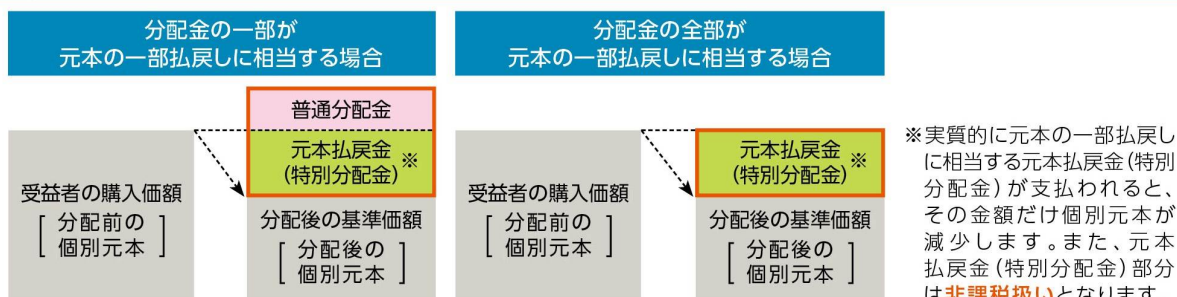 分配金の一部が
元本の一部払戻しに相当する場合
普通分配金
元本払戻金
(特別分配金)
※
受益者の購入価額
[分配前の
個別元本]
分配後の基準価額
[分配後の
個別元本]
分配金の全部が
元本の一部払戻しに相当する場合
元本払戻金
(特別分配金)
※
受益者の購入価額
[分配前の
個別元本]
分配後の基準価額
[分配後の
個別元本]
※実質的に元本の一部払戻し
に相当する元本払戻金(特別
分配金)が支払われると、
その金額だけ個別元本が
減少します。また、元本
払戻金(特別分配金)部分
は非課税扱いとなります。